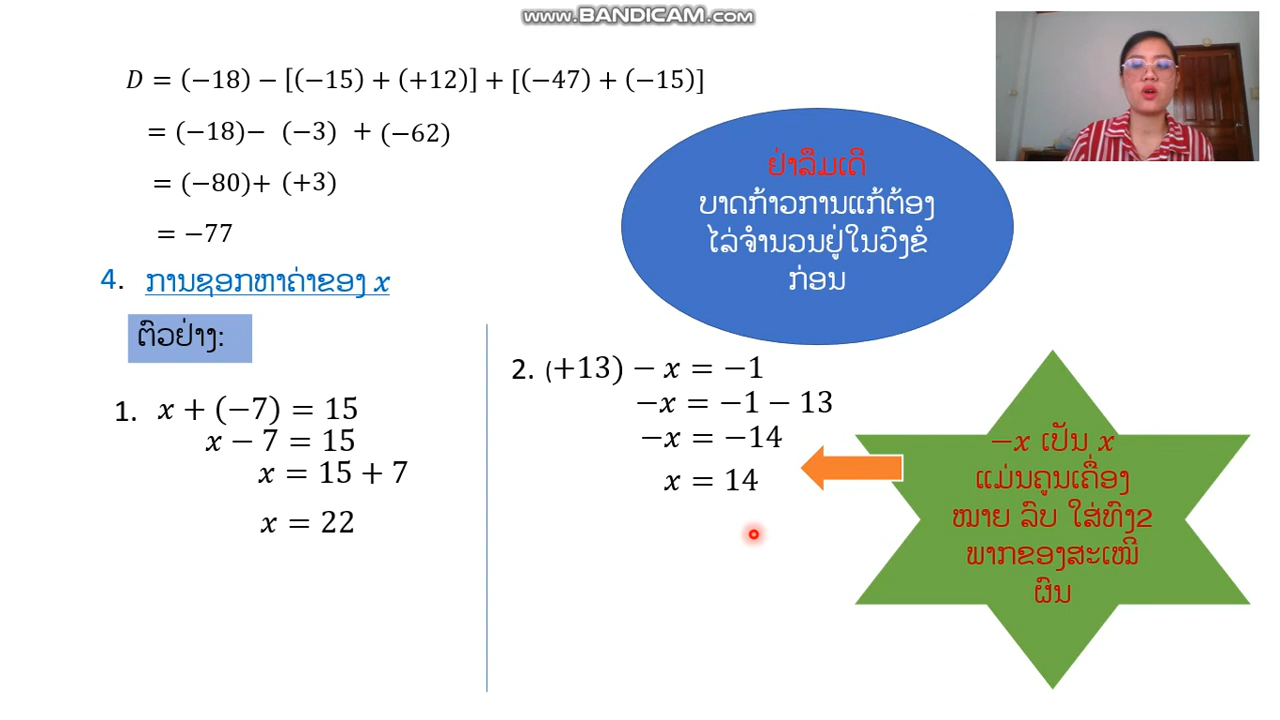 www.BANDICAM.com
D = (−18) − [(−15) + (+12)] + [(−47) + (−15)]
= (−18)− (−3) + (−62)
= (−80)+ (+3)
= −77
ຢ່າລືມເດີ
ບາດກ້າວການແກ້ຕ້ອງ
ໄລ່ຈຳນວນຢູ່ໃນວົງຂໍ
ກ່ອນ
4. ການຊອກຫາຄ່າຂອງ x
ຕົວຢ່າງ:
1. x + (−7) = 15
x − 7 = 15
x = 15 + 7
x = 22
2. (+13) − x = −1
−x = −1 − 13
−x = −14
x = 14
−x ເປັນ x
ແມ່ນຄູນເຄື່ອງ
ໝາຍ ລົບ ໃສ່ທັງ2
ພາກຂອງສະເໝີ
ຜົນ